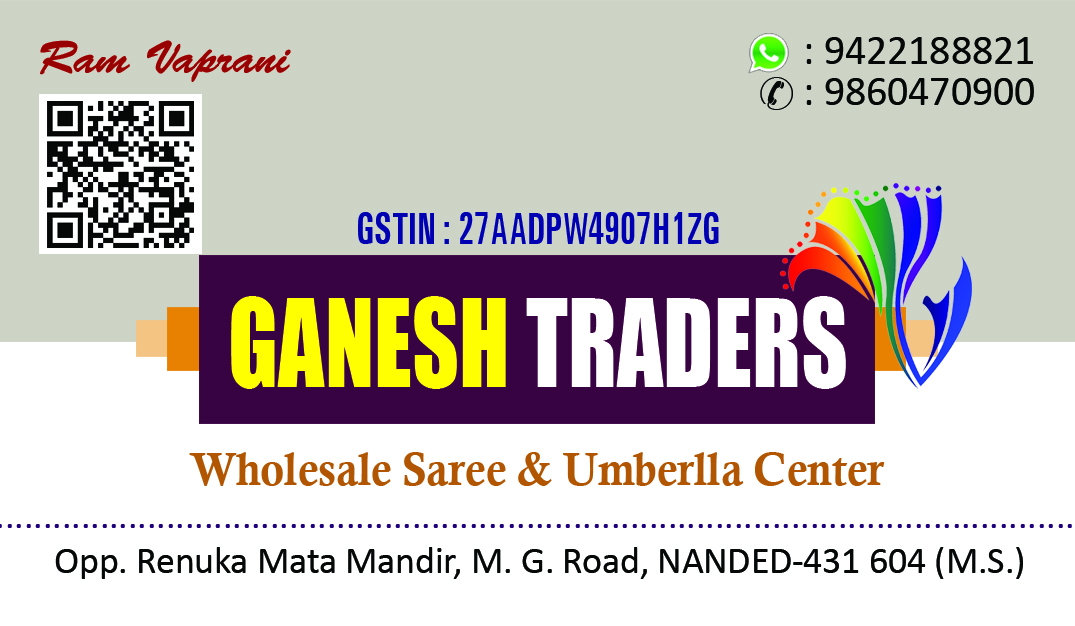 Ram Vaprani
: 9422188821
: 9860470900
GSTIN : 27AADPW4907H1ZG
GANESH TRADERS
Wholesale Saree & Umberlla Center
Opp. Renuka Mata Mandir, M. G. Road, NANDED-431 604 (M.S.)